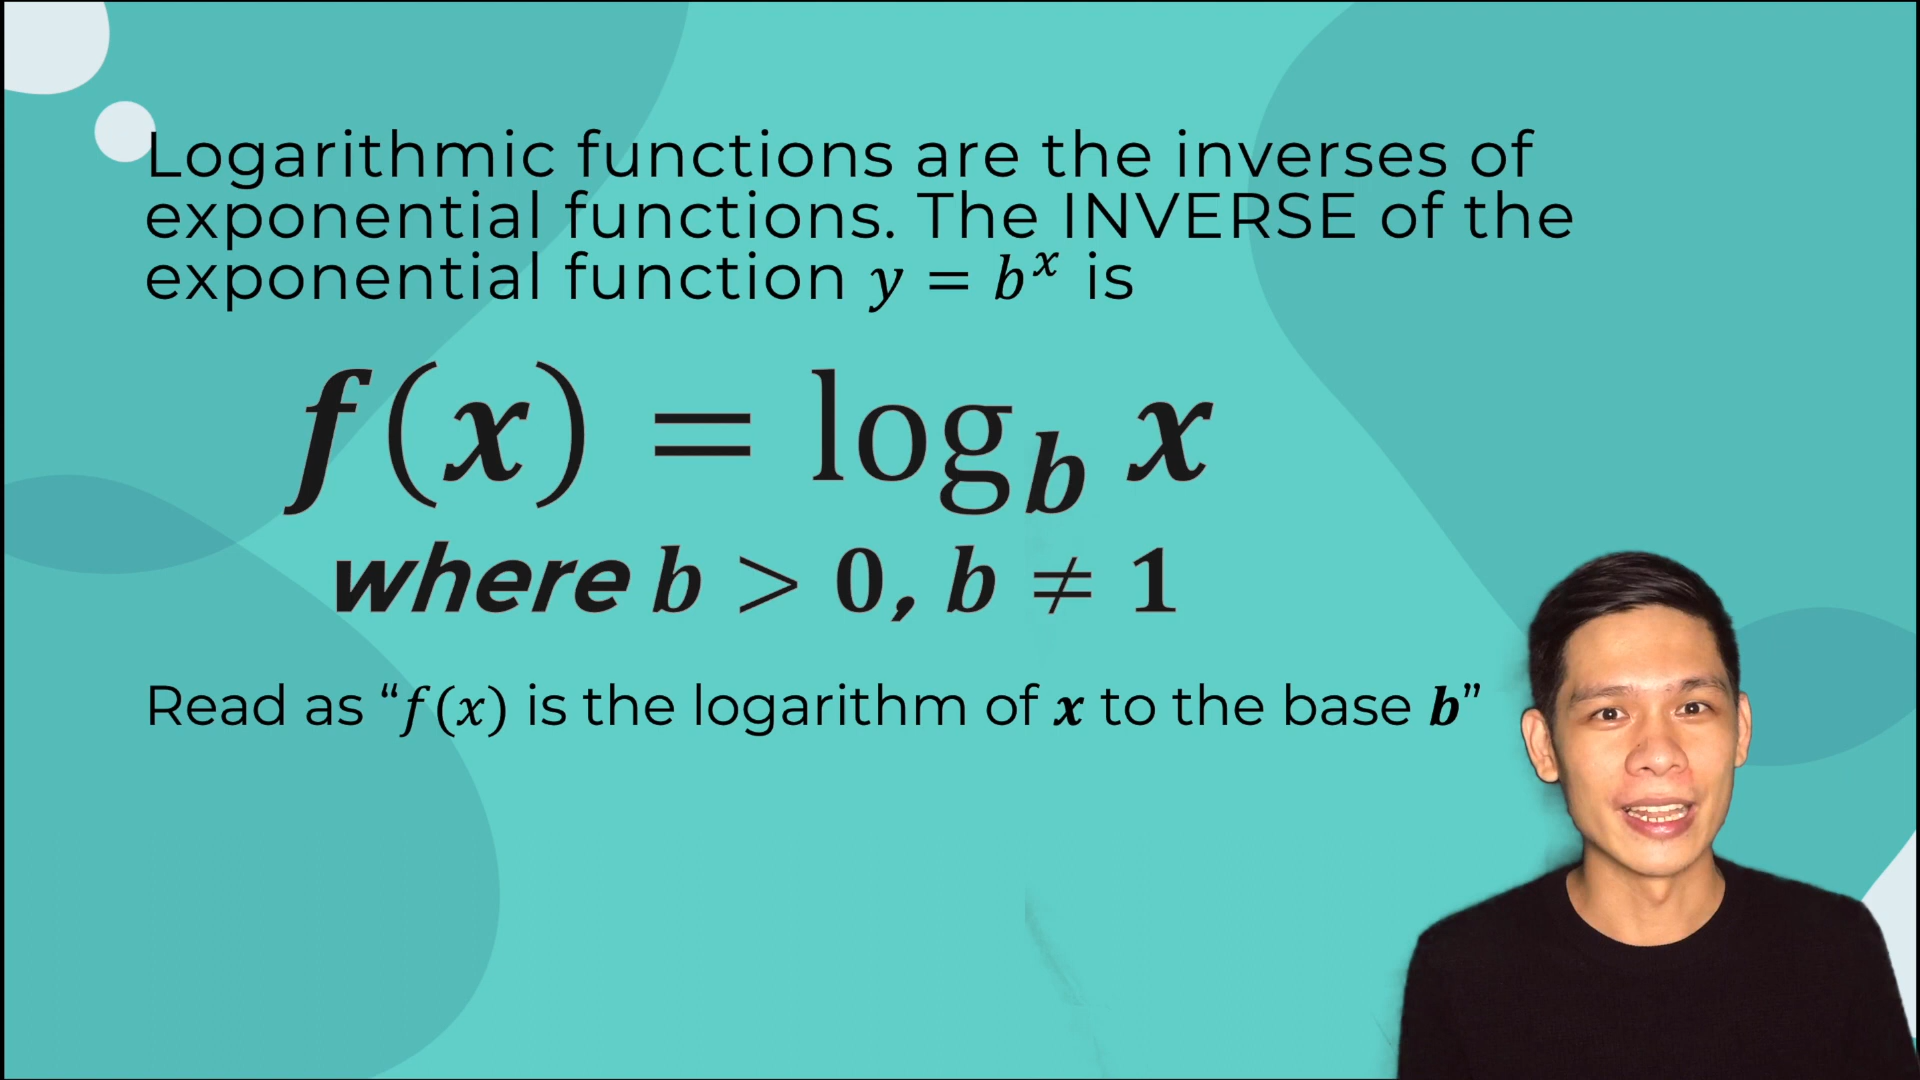 Logarithmic functions are the inverses of
exponential functions. The INVERSE of the
exponential function y = bˣ is
f(x) = log_b x
where b > 0, b ≠ 1
Read as “f(x) is the logarithm of x to the base b”